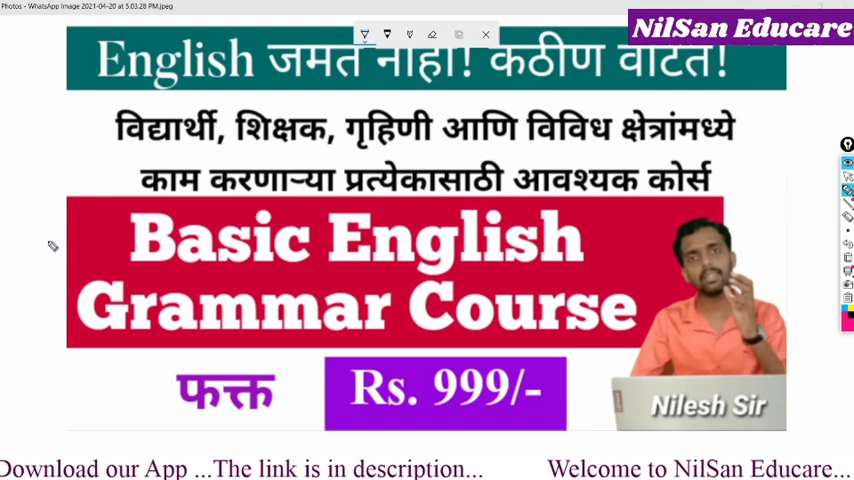 Photos - WhatsApp Image 2021-04-20 at 5.03.28 PM.jpeg
NilSan Educare
English जमत नाही! कठीण वाटतं!
विद्यार्थी, शिक्षक, गृहिणी आणि विविध क्षेत्रांमध्ये
काम करणाऱ्या प्रत्येकासाठी आवश्यक कोर्स
Basic English
Grammar Course
फक्त Rs. 999/-
Nilesh Sir
Download our App ...The link is in description... Welcome to NilSan Educare...